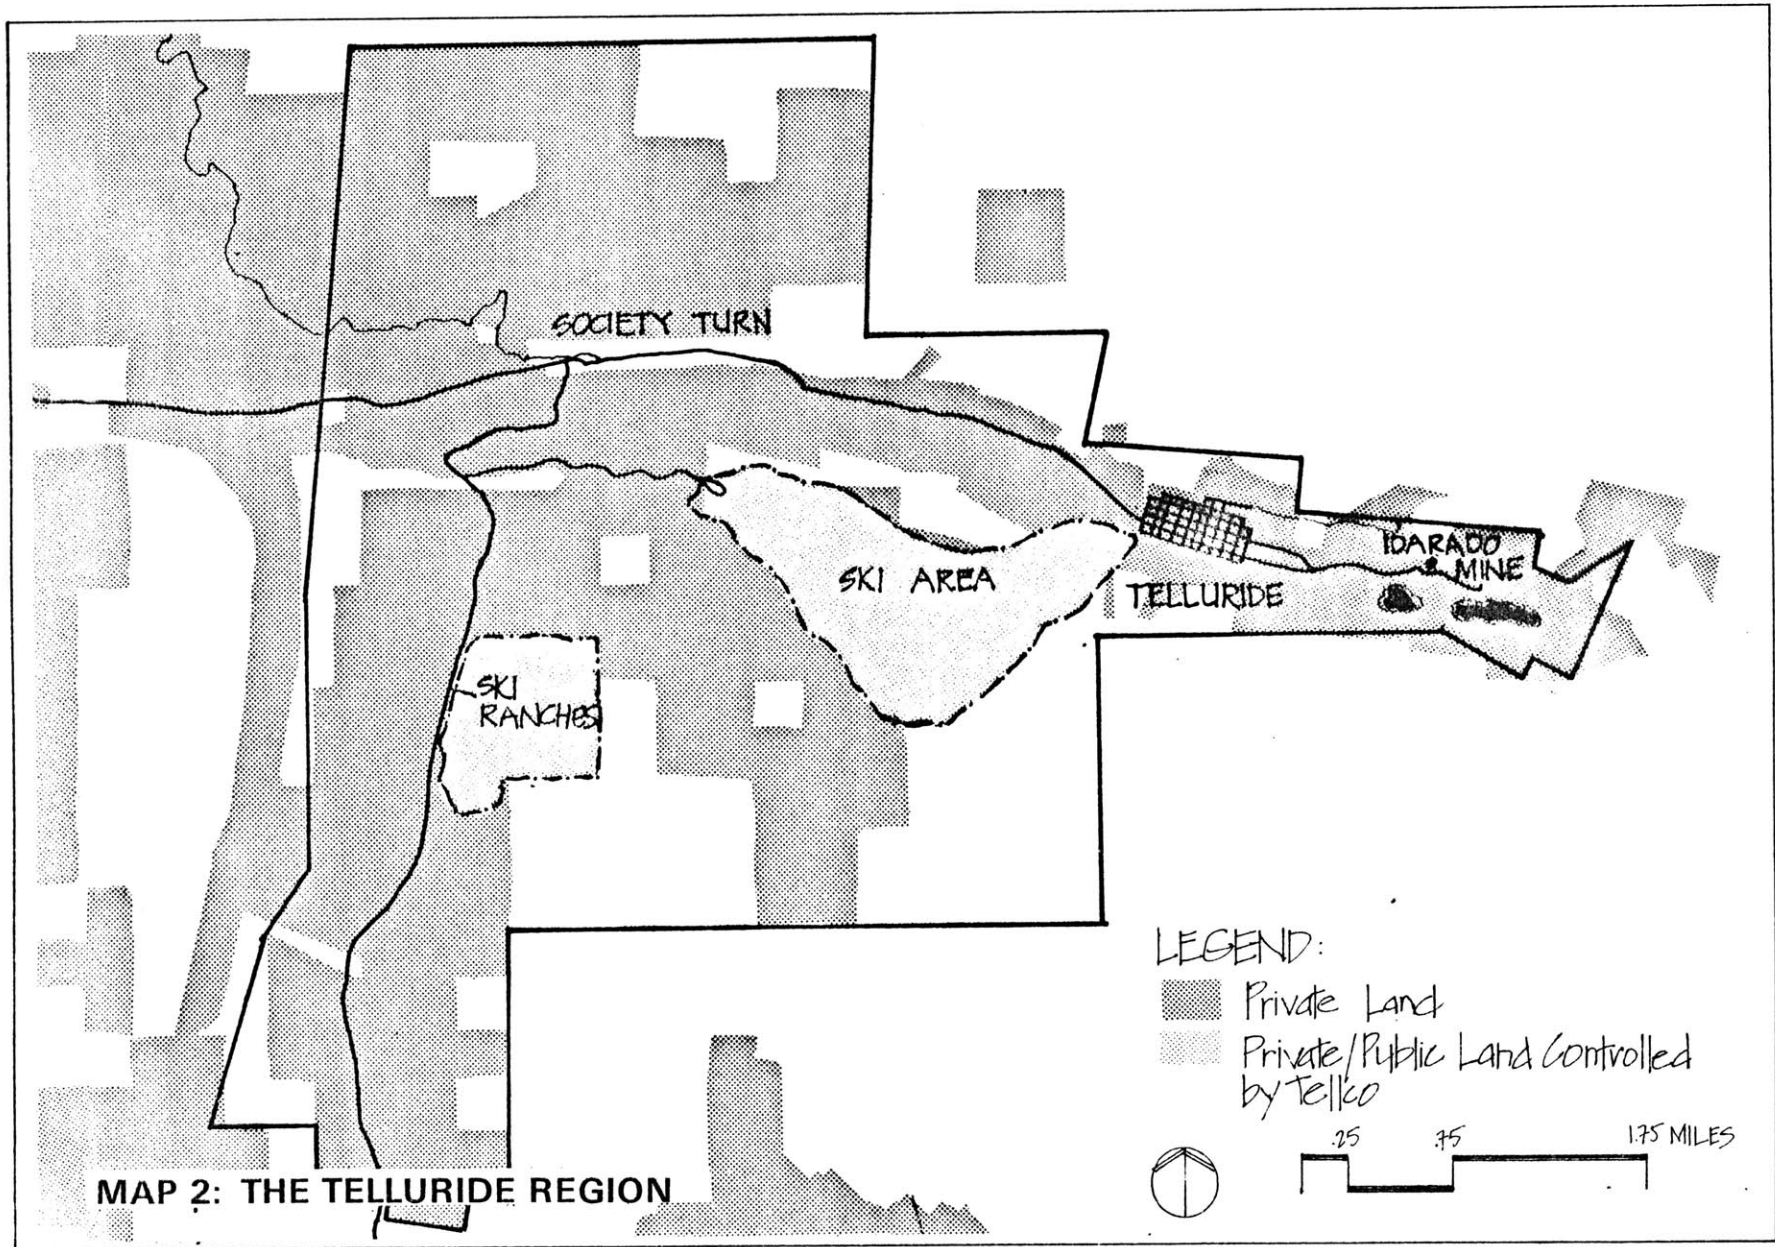 SOCIETY TURN
IDARADO
MINE
SKI AREA
TELLURIDE
SKI
RANCHES
LEGEND:
Private Land
Private/Public Land Controlled
by Tellco
.25 .75 1.75 MILES
MAP 2: THE TELLURIDE REGION